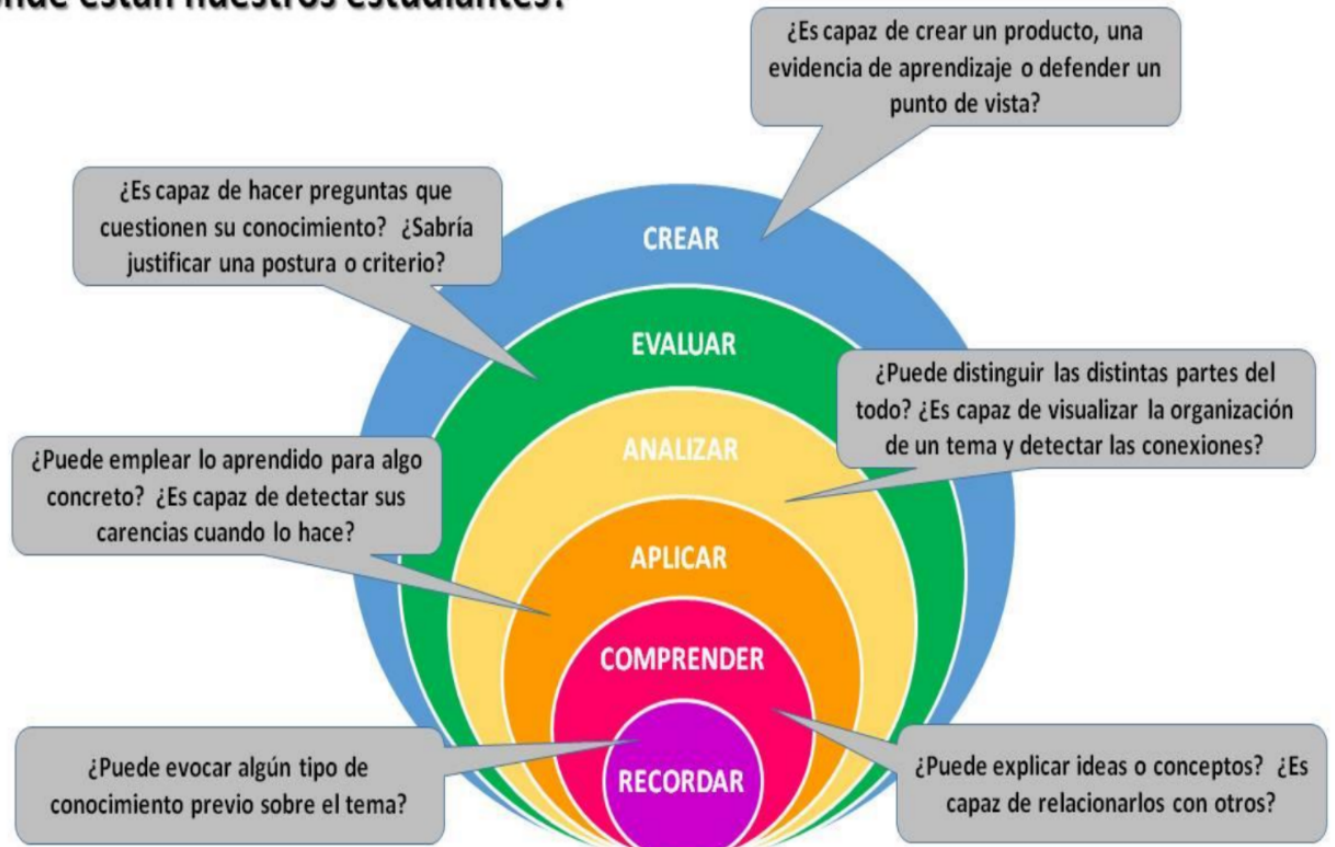 nde están nuestros estudiantes?
¿Es capaz de crear un producto, una
evidencia de aprendizaje o defender un
punto de vista?
¿Es capaz de hacer preguntas que
cuestionen su conocimiento? ¿Sabría
justificar una postura o criterio?
CREAR
EVALUAR
¿Puede distinguir las distintas partes del
todo? ¿Es capaz de visualizar la organización
de un tema y detectar las conexiones?
ANALIZAR
¿Puede emplear lo aprendido para algo
concreto? ¿Es capaz de detectar sus
carencias cuando lo hace?
APLICAR
COMPRENDER
¿Puede evocar algún tipo de
conocimiento previo sobre el tema?
RECORDAR
¿Puede explicar ideas o conceptos? ¿Es
capaz de relacionarlos con otros?